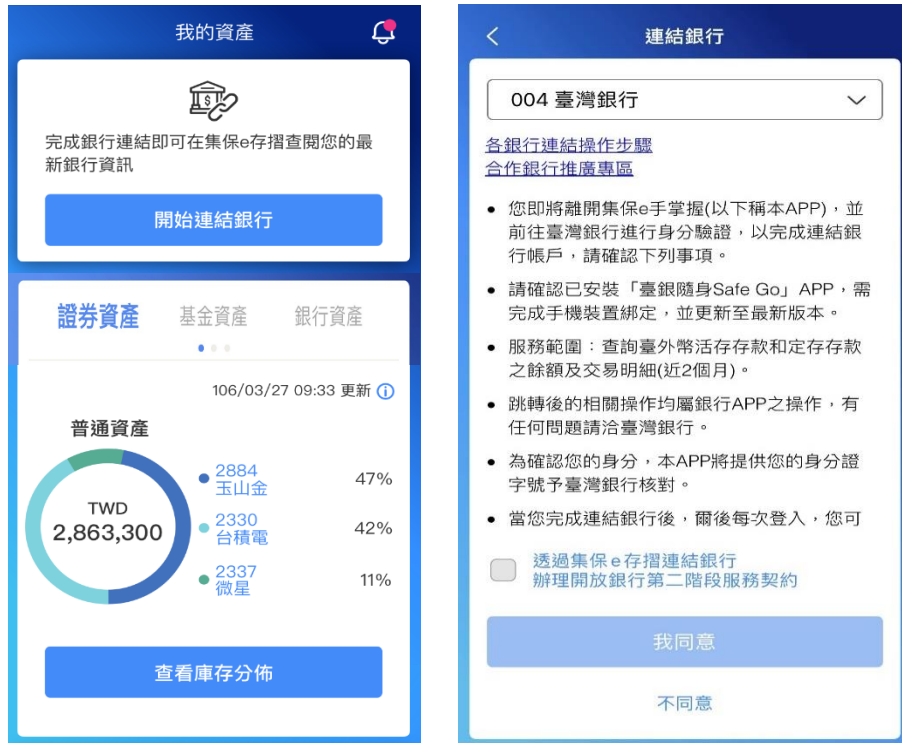 我的資產
完成銀行連結即可在集保e存摺查閱您的最
新銀行資訊
開始連結銀行
證券資產 基金資產 銀行資產
106/03/27 09:33 更新
普通資產
TWD
2,863,300
2884
玉山金
47%
2330
台積電
42%
2337
微星
11%
查看庫存分佈
連結銀行
004 臺灣銀行
各銀行連結操作步驟
合作銀行推廣專區
• 您即將離開集保e手掌握(以下稱本APP),並
前往臺灣銀行進行身分驗證,以完成連結銀
行帳戶,請確認下列事項。
• 請確認已安裝「臺銀隨身Safe Go」APP,需
完成手機裝置綁定,並更新至最新版本。
• 服務範圍:查詢臺外幣活存存款和定存存款
之餘額及交易明細(近2個月)。
• 跳轉後的相關操作均屬銀行APP之操作,有
任何問題請洽臺灣銀行。
• 為確認您的身分,本APP將提供您的身分證
字號予臺灣銀行核對。
• 當您完成連結銀行後,爾後每次登入,您可
透過集保e存摺連結銀行
辦理開放銀行第二階段服務契約
我同意
不同意